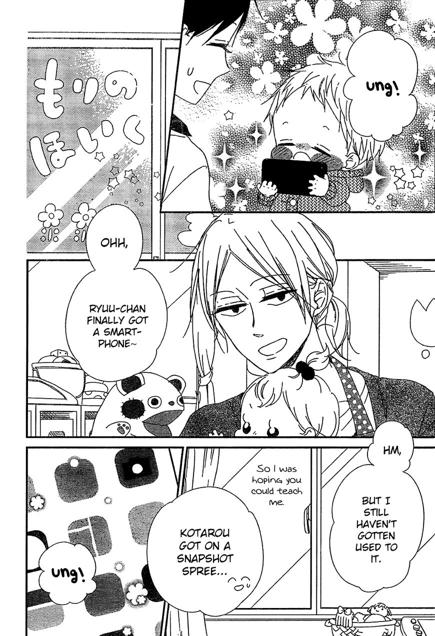 ung!
もりの
ほいく
OHH,
RYUU-CHAN
FINALLY GOT
A SMART-
PHONE~
HM,
BUT I
STILL
HAVEN'T
GOTTEN
USED TO
IT.
So I was
hoping you
could teach
me.
KOTAROU
GOT ON A
SNAPSHOT
SPREE...
ung!